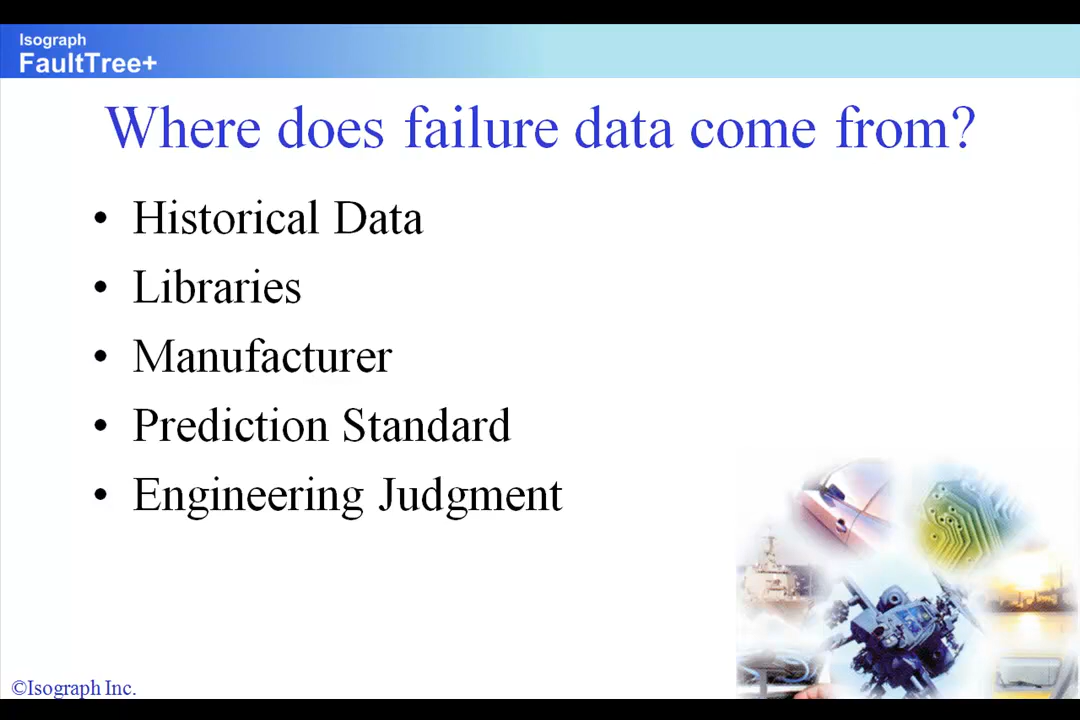 Isograph
FaultTree+
Where does failure data come from?
• Historical Data
• Libraries
• Manufacturer
• Prediction Standard
• Engineering Judgment
©Isograph Inc.